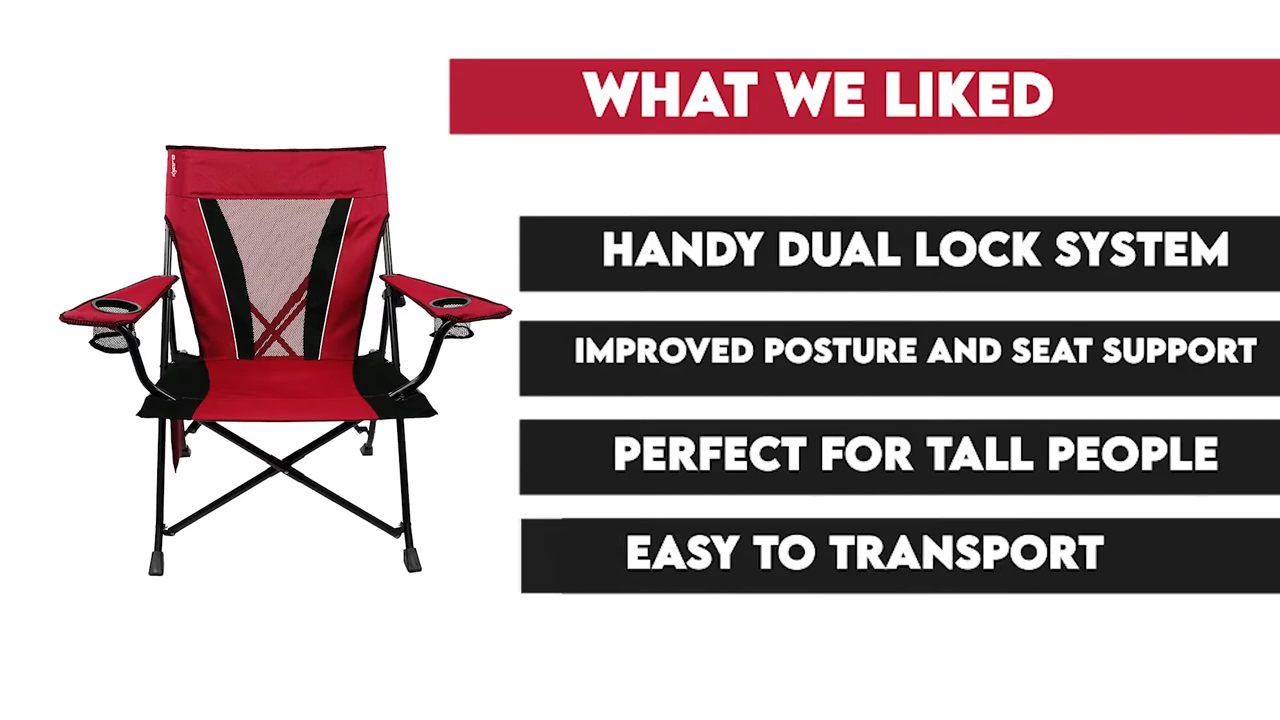 WHAT WE LIKED
HANDY DUAL LOCK SYSTEM
IMPROVED POSTURE AND SEAT SUPPORT
PERFECT FOR TALL PEOPLE
EASY TO TRANSPORT